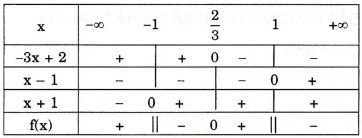 x -∞ -1 2/3 1 +∞
-3x + 2 + + 0 - -
x - 1 - - - 0 +
x + 1 - 0 + + +
f(x) + || - 0 + || -